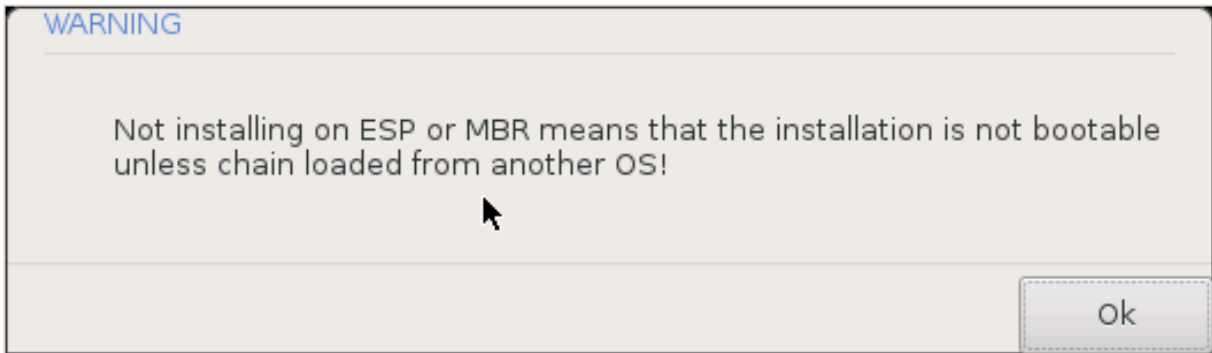 WARNING
Not installing on ESP or MBR means that the installation is not bootable
unless chain loaded from another OS!
Ok